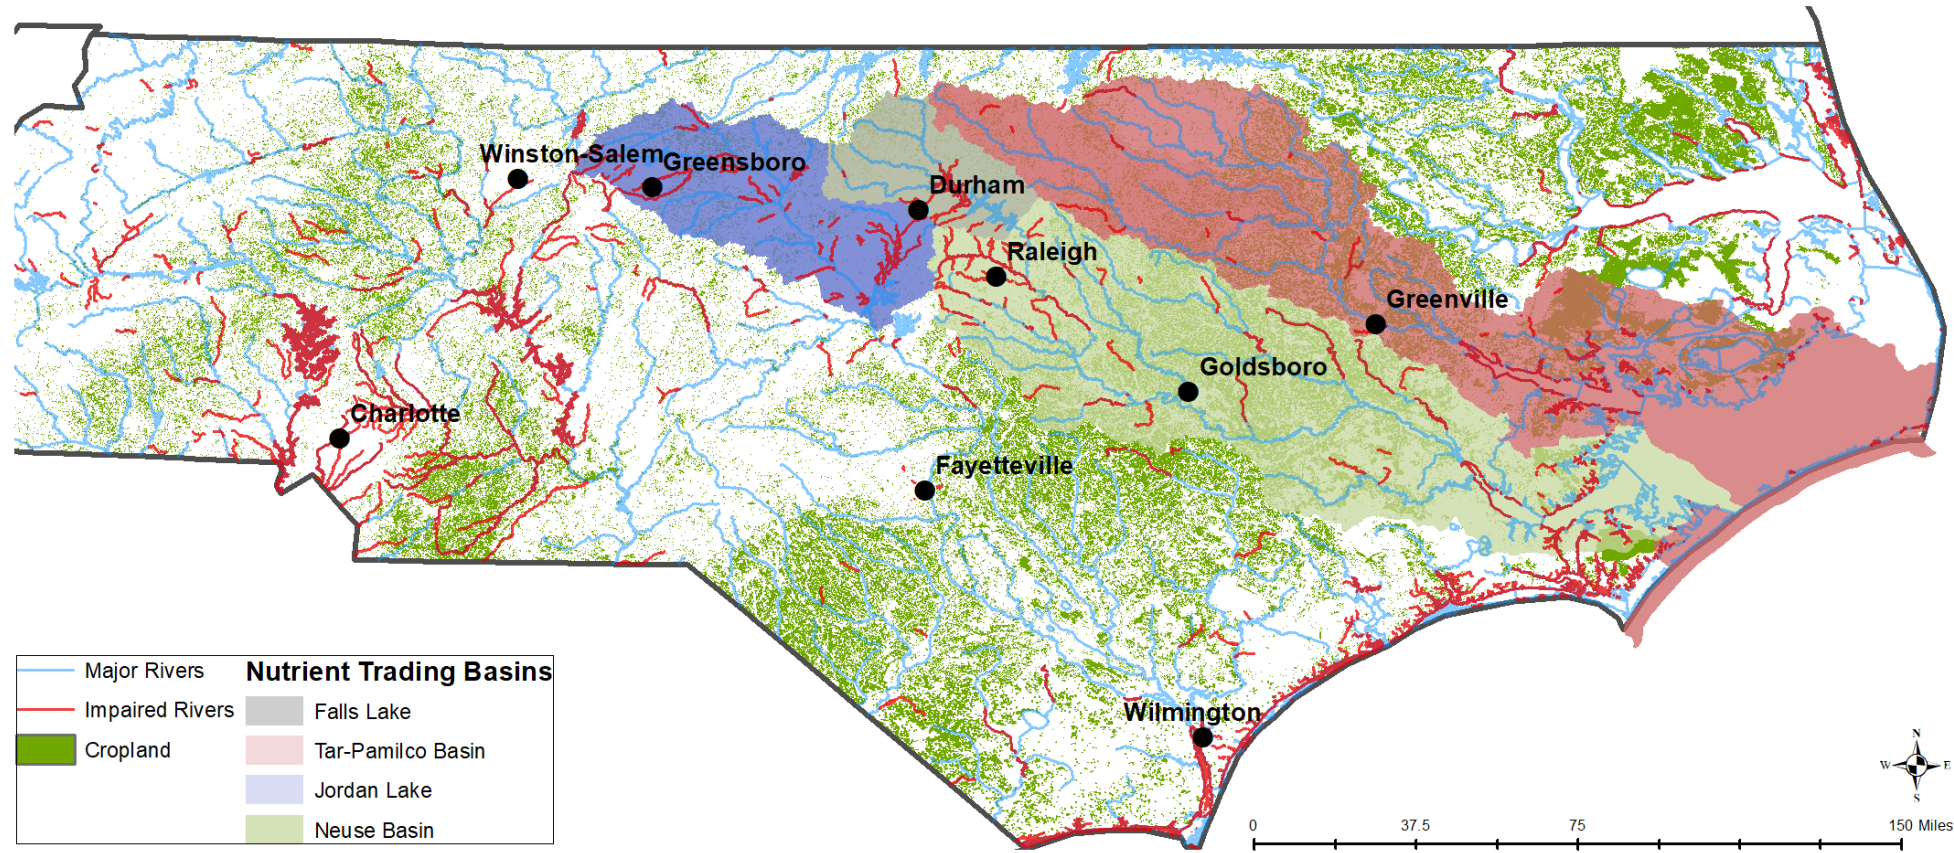 Winston-Salem
Greensboro
Durham
Raleigh
Greenville
Goldsboro
Charlotte
Fayetteville
Wilmington
Major Rivers
Impaired Rivers
Cropland
Nutrient Trading Basins
Falls Lake
Tar-Pamilco Basin
Jordan Lake
Neuse Basin
N
W
E
S
0
37.5
75
150 Miles